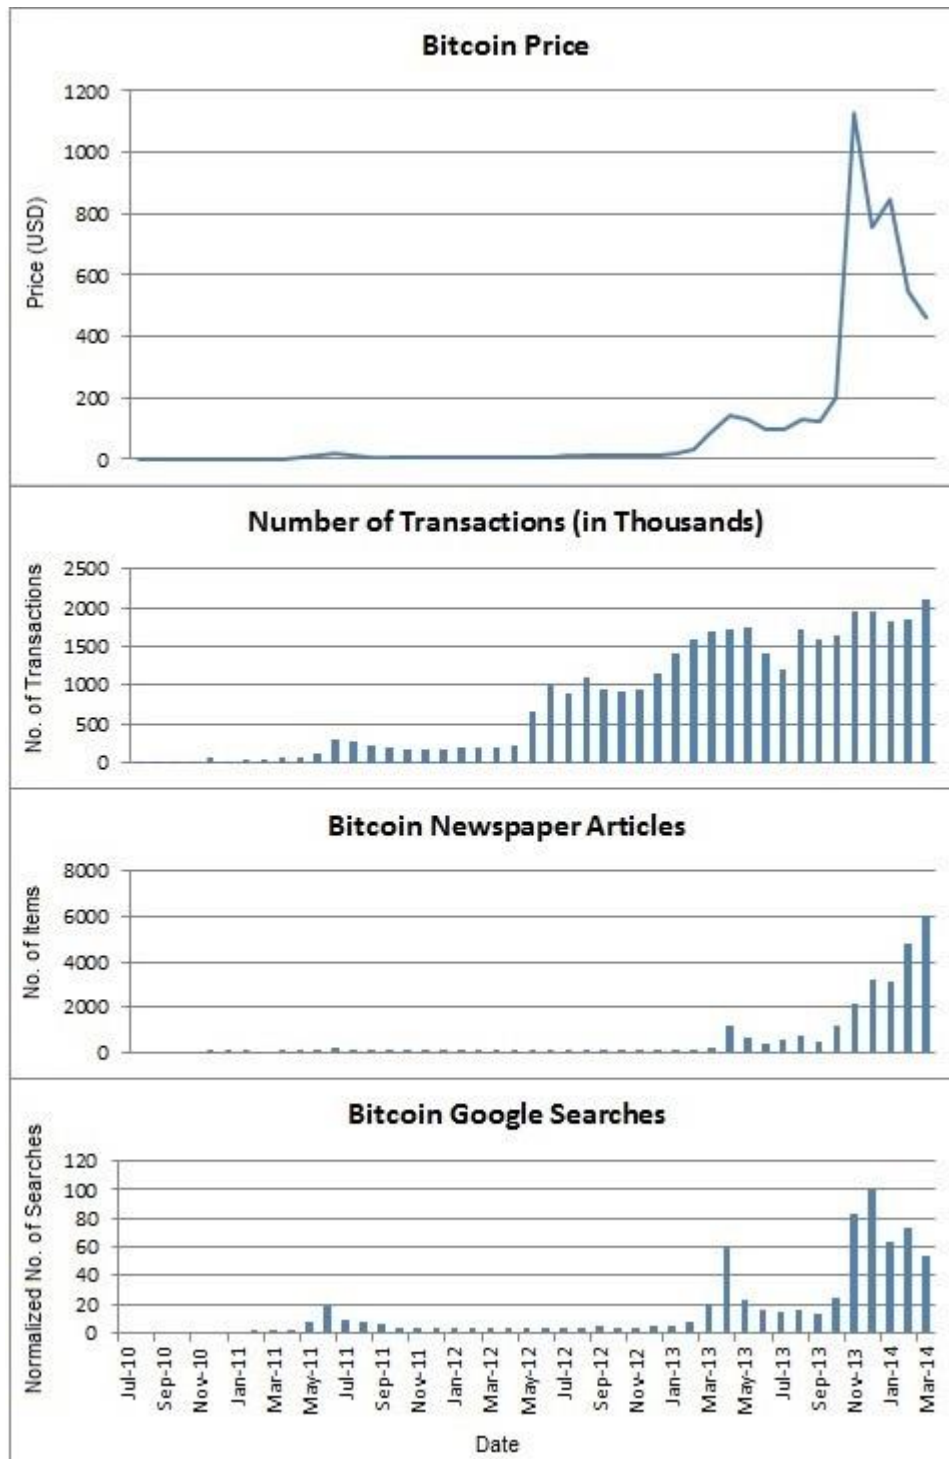 Bitcoin Price
Price (USD)
1200
1000
800
600
400
200
0
Number of Transactions (in Thousands)
No. of Transactions
2500
2000
1500
1000
500
0
Bitcoin Newspaper Articles
No. of Items
8000
6000
4000
2000
0
Bitcoin Google Searches
Normalized No. of Searches
120
100
80
60
40
20
0
Jul-10
Sep-10
Nov-10
Jan-11
Mar-11
May-11
Jul-11
Sep-11
Nov-11
Jan-12
Mar-12
May-12
Jul-12
Sep-12
Nov-12
Jan-13
Mar-13
May-13
Jul-13
Sep-13
Nov-13
Jan-14
Mar-14
Date